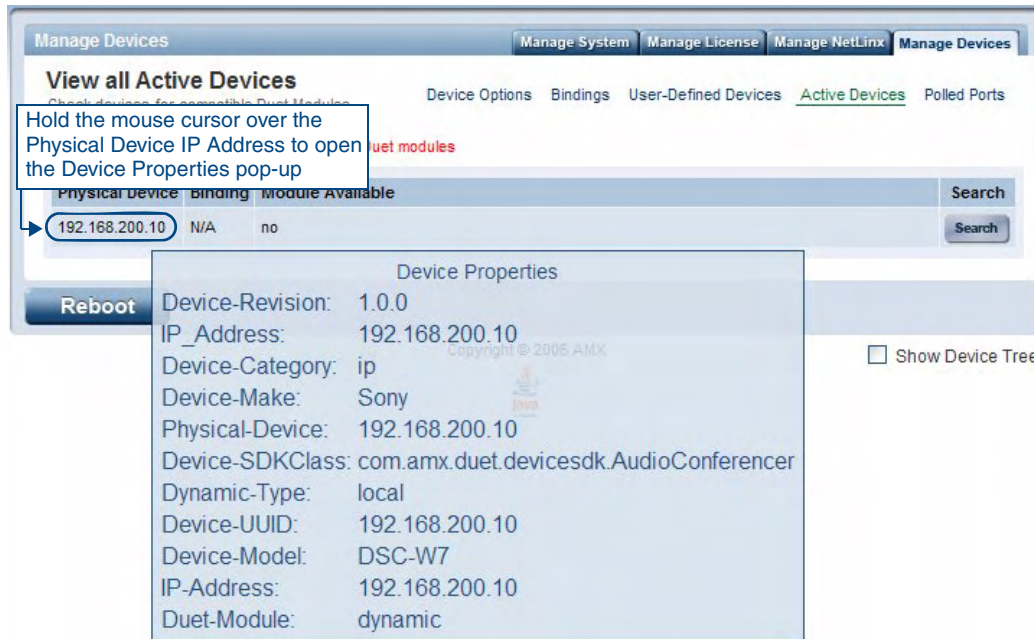 Manage Devices
Manage System Manage License Manage NetLinx Manage Devices
View all Active Devices
Device Options Bindings User-Defined Devices Active Devices Polled Ports
Hold the mouse cursor over the
Physical Device IP Address to open
the Device Properties pop-up
Duet modules
Physical Device Binding Module Available Search
192.168.200.10 N/A no Search
Reboot
Device Properties
Device-Revision: 1.0.0
IP_Address: 192.168.200.10
Copyright © 2006 AMX
Show Device Tree
Device-Category: ip
Device-Make: Sony
Java
Physical-Device: 192.168.200.10
Device-SDKClass: com.amx.duet.devicesdk.AudioConferencer
Dynamic-Type: local
Device-UUID: 192.168.200.10
Device-Model: DSC-W7
IP-Address: 192.168.200.10
Duet-Module: dynamic